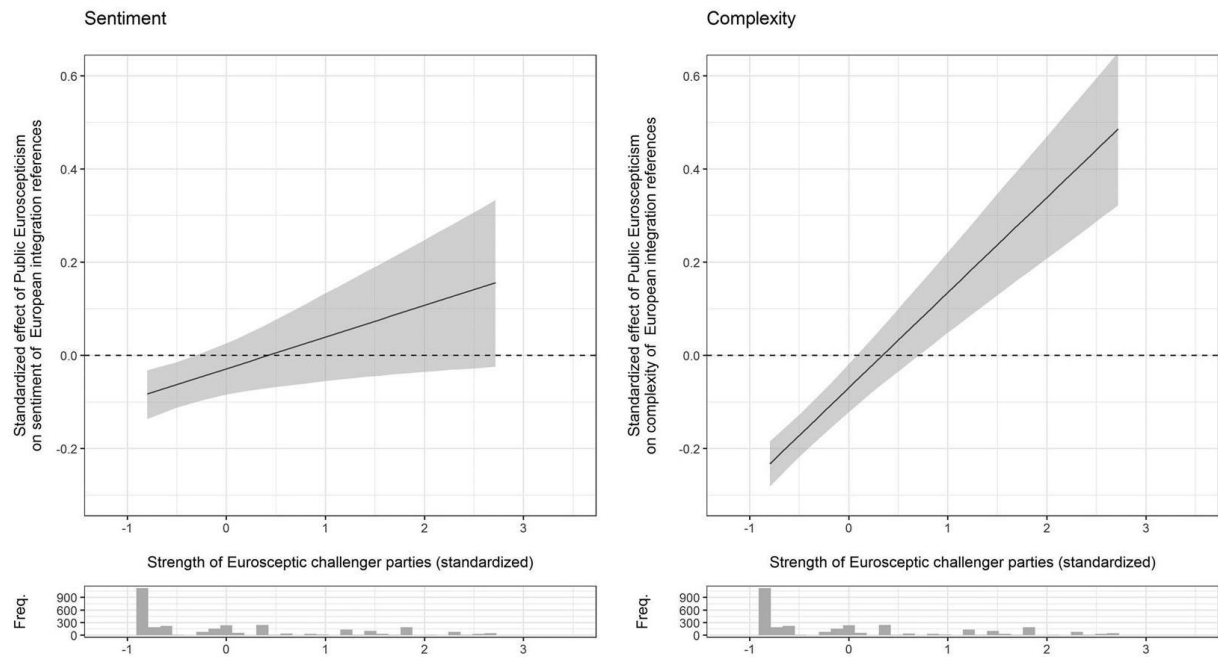 Sentiment
Standardized effect of Public Euroscepticism
on sentiment of European integration references
0.6
0.4
0.2
0.0
-0.2
-1 0 1 2 3
Strength of Eurosceptic challenger parties (standardized)
Freq.
900
600
300
0
-1 0 1 2 3
Complexity
Standardized effect of Public Euroscepticism
on complexity of European integration references
0.6
0.4
0.2
0.0
-0.2
-1 0 1 2 3
Strength of Eurosceptic challenger parties (standardized)
Freq.
900
600
300
0
-1 0 1 2 3